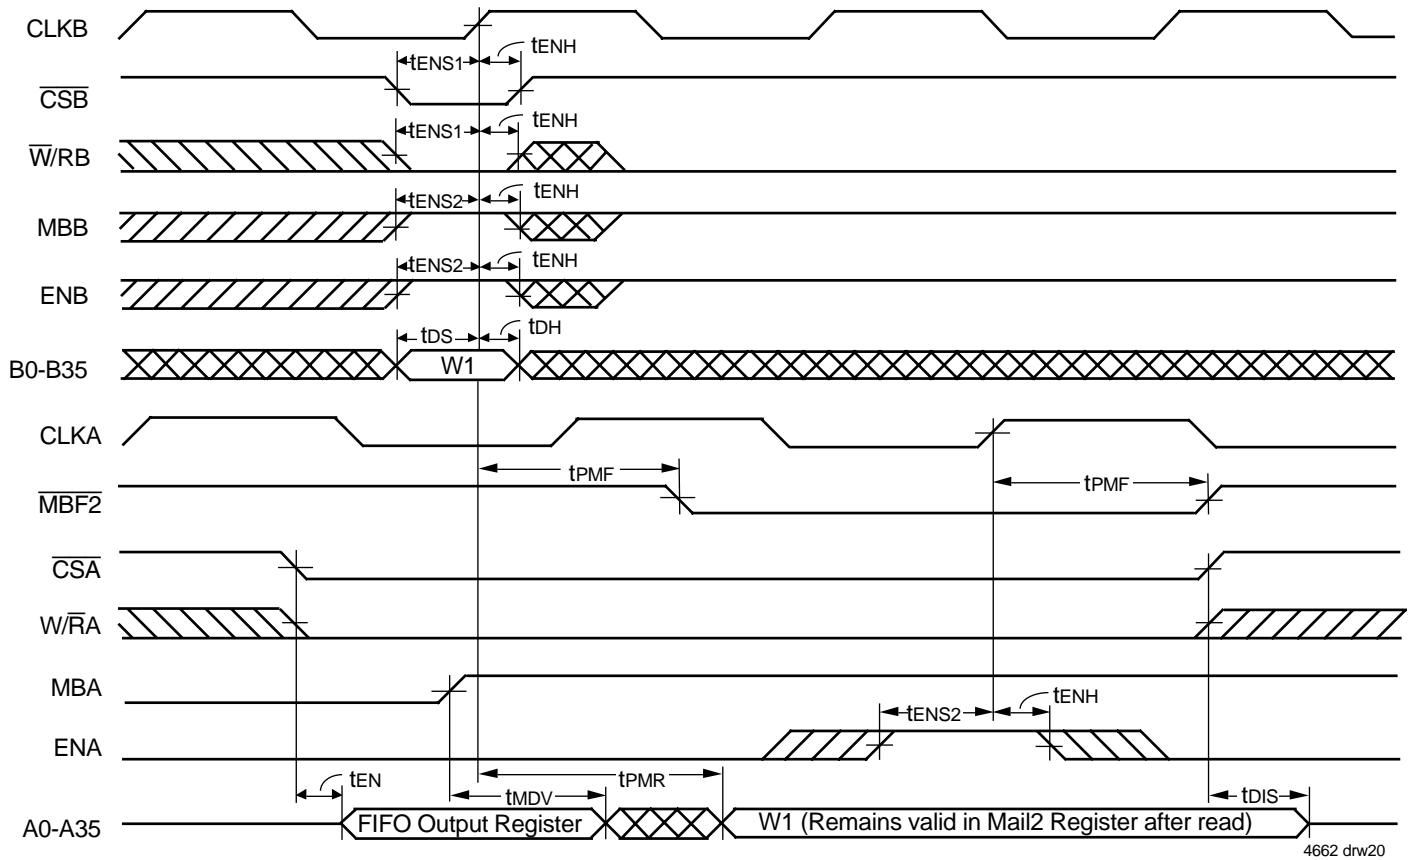 CLKB
tENS1
tENH
CSB
tENS1
tENH
W/RB
tENS2
tENH
MBB
tENS2
tENH
ENB
tDS
tDH
B0-B35
W1
CLKA
tPMF
tPMF
MBF2
CSA
W/RA
MBA
tENS2
tENH
ENA
tEN
tPMR
tMDV
tDIS
A0-A35
FIFO Output Register
W1 (Remains valid in Mail2 Register after read)
4662 drw20